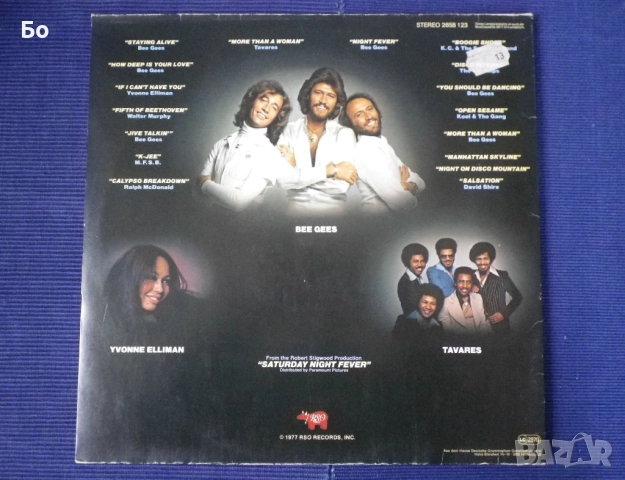 Бо
STEREO 2658 123
"STAYING ALIVE"
Bee Gees
"MORE THAN A WOMAN"
Tavares
"NIGHT FEVER"
Bee Gees
"BOOGIE SHOES"
K.C. & The
13
"HOW DEEP IS YOUR LOVE"
Bee Gees
"IF I CAN'T HAVE YOU"
Yvonne Elliman
"YOU SHOULD BE DANCING"
Bee Gees
"FIFTH OF BEETHOVEN"
Walter Murphy
"OPEN SESAME"
Kool & The Gang
"JIVE TALKIN'"
Bee Gees
"MORE THAN A WOMAN"
Bee Gees
"K-JEE"
M.F.S.B.
"MANHATTAN SKYLINE"
"NIGHT ON DISCO MOUNTAIN"
"CALYPSO BREAKDOWN"
Ralph McDonald
"SALSATION"
David Shire
BEE GEES
YVONNE ELLIMAN
TAVARES
From the Robert Stigwood Production
"SATURDAY NIGHT FEVER"
Distributed by Paramount Pictures
RSO
© 1977 RSO RECORDS, INC.
BAZAR